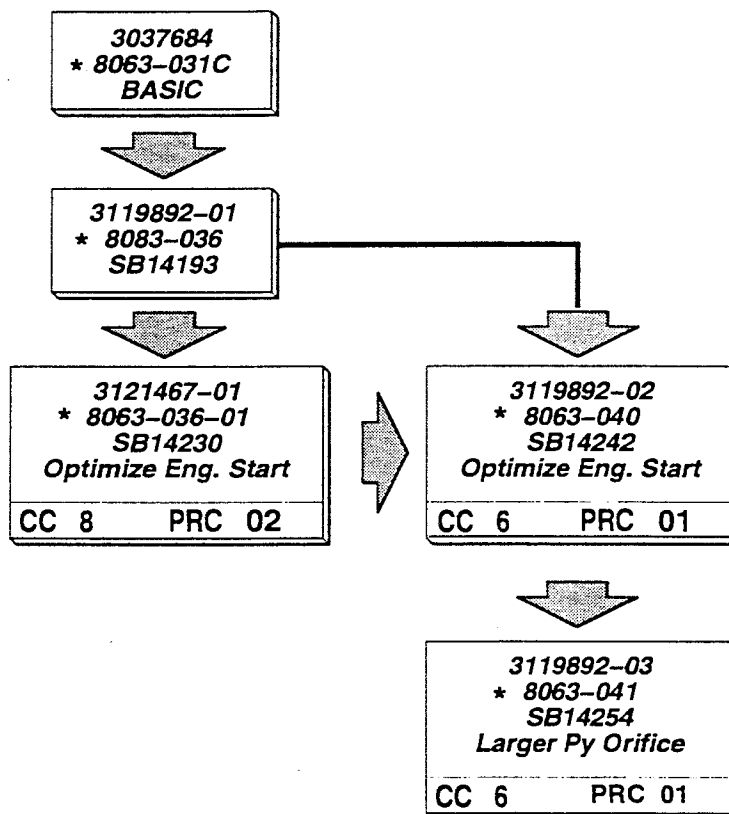 3037684
* 8063-031C
BASIC
3119892-01
* 8083-036
SB14193
3121467-01
* 8063-036-01
SB14230
Optimize Eng. Start
CC 8 PRC 02
3119892-02
* 8063-040
SB14242
Optimize Eng. Start
CC 6 PRC 01
3119892-03
* 8063-041
SB14254
Larger Py Orifice
CC 6 PRC 01